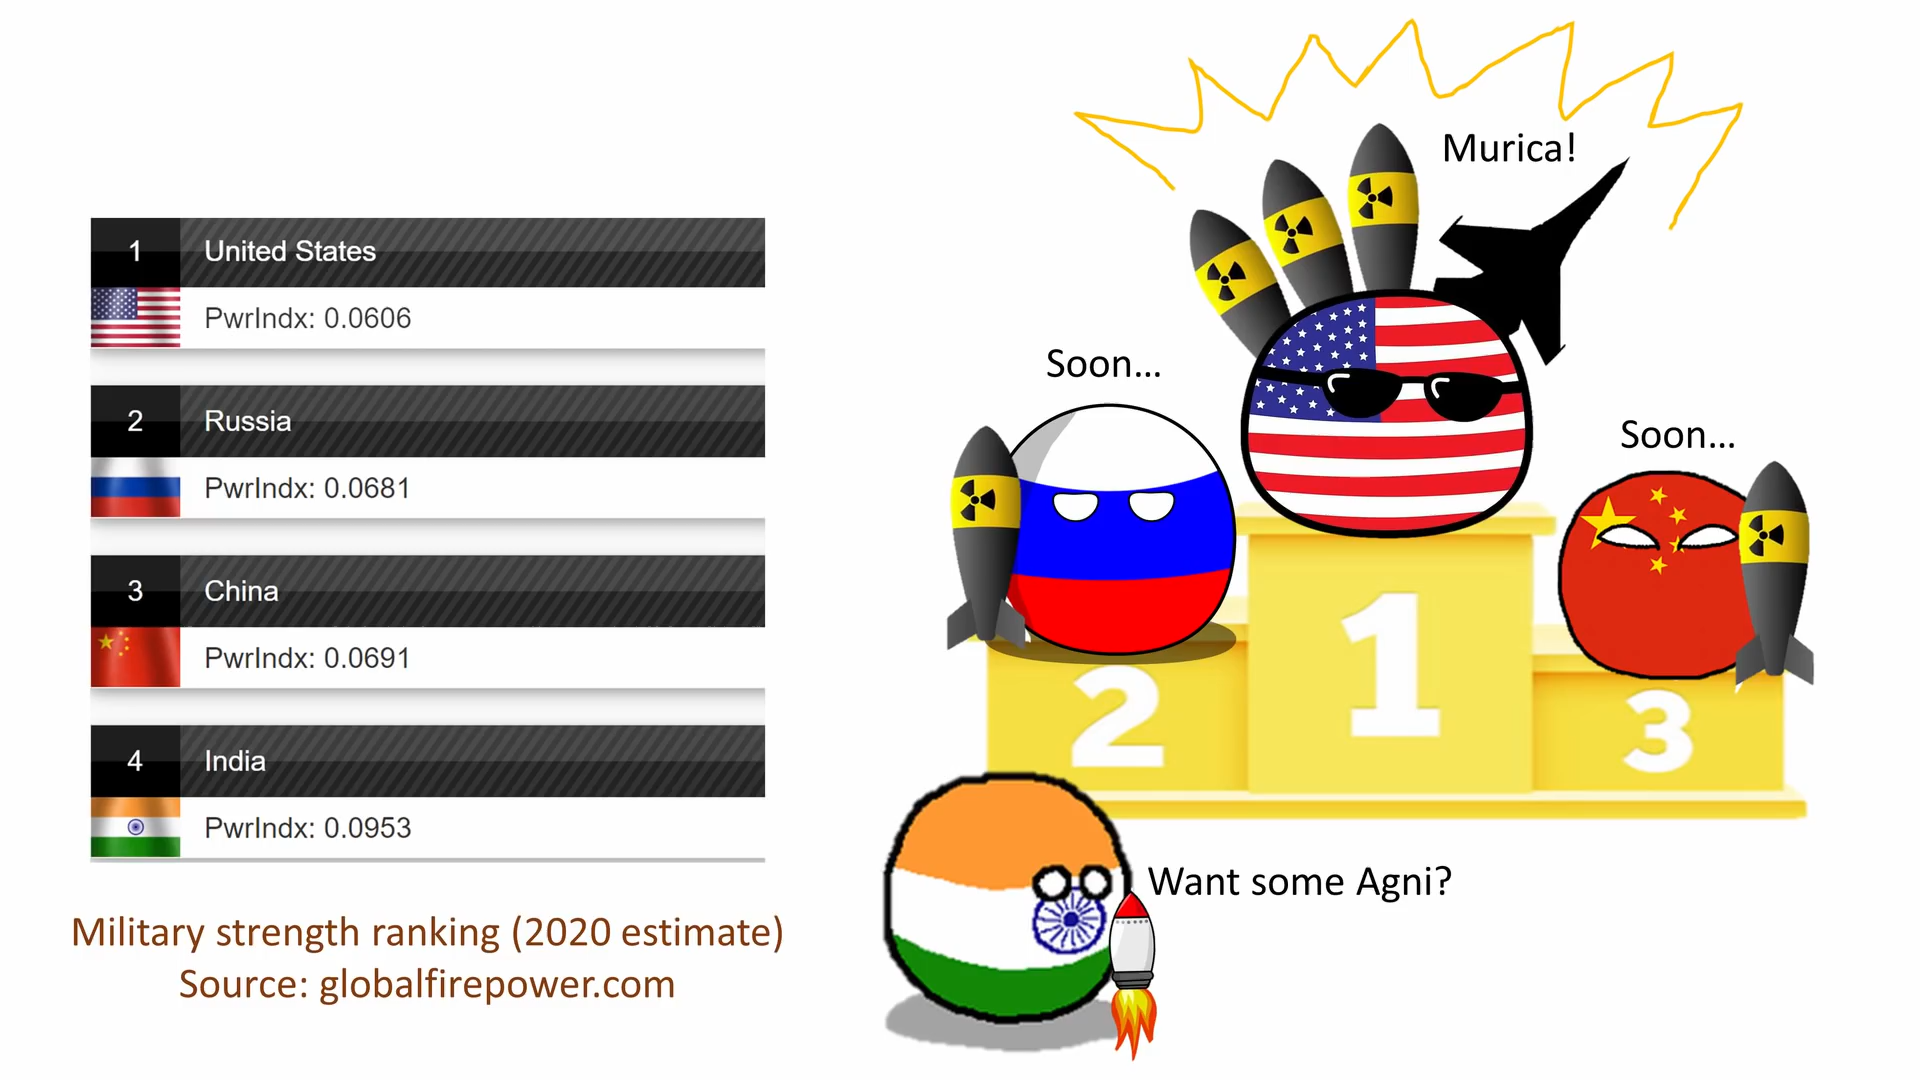 1 United States
PwrIndx: 0.0606
2 Russia
PwrIndx: 0.0681
3 China
PwrIndx: 0.0691
4 India
PwrIndx: 0.0953
Military strength ranking (2020 estimate)
Source: globalfirepower.com
Murica!
Soon...
Soon...
1
2
3
Want some Agni?